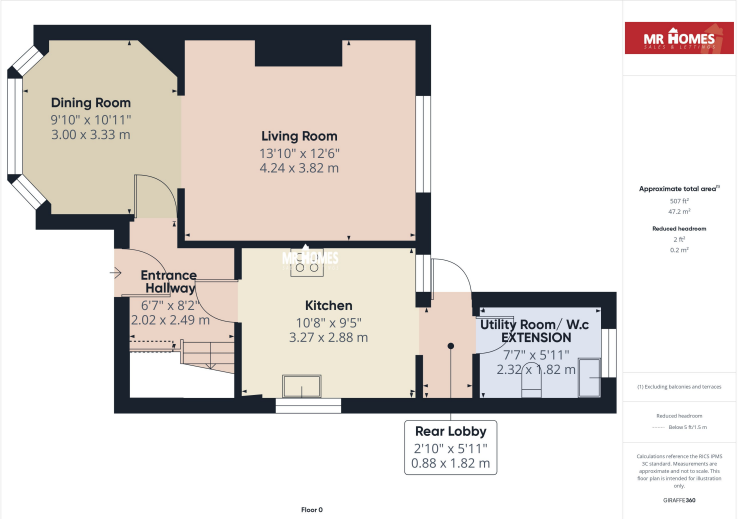 Dining Room
9'10" x 10'11"
3.00 x 3.33 m
Living Room
13'10" x 12'6"
4.24 x 3.82 m
MR HOMES
Entrance
Hallway
6'7" x 8'2"
2.02 x 2.49 m
Kitchen
10'8" x 9'5"
3.27 x 2.88 m
Utility Room/ W.c
EXTENSION
7'7" x 5'11"
2.32 x 1.82 m
Rear Lobby
2'10" x 5'11"
0.88 x 1.82 m
Floor 0
MR HOMES
SALES & LETTINGS
Approximate total area(1)
507 ft²
47.2 m²
Reduced headroom
2 ft²
0.2 m²
(1) Excluding balconies and terraces
Reduced headroom
Below 5 ft/1.5 m
Calculations reference the RICS IPMS
3C standard. Measurements are
approximate and not to scale. This
floor plan is intended for illustration
only.
GIRAFFE360